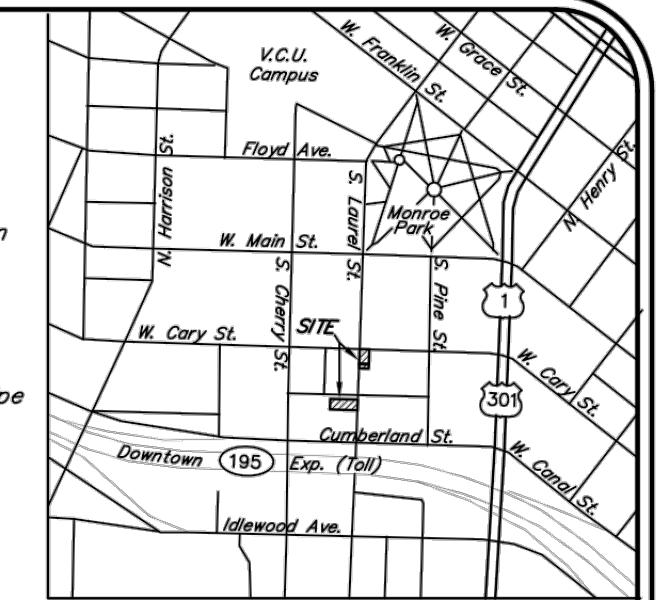 W. Franklin St.
W. Grace St.
V.C.U.
Campus
N. Harrison St.
Floyd Ave.
S. Laurel St.
Monroe
Park
N. Henry St.
W. Main St.
S. Cherry St.
S. Pine St.
1
SITE
W. Cary St.
W. Cary St.
301
Cumberland St.
W. Canal St.
Downtown 195 Exp. (Toll)
Idlewood Ave.